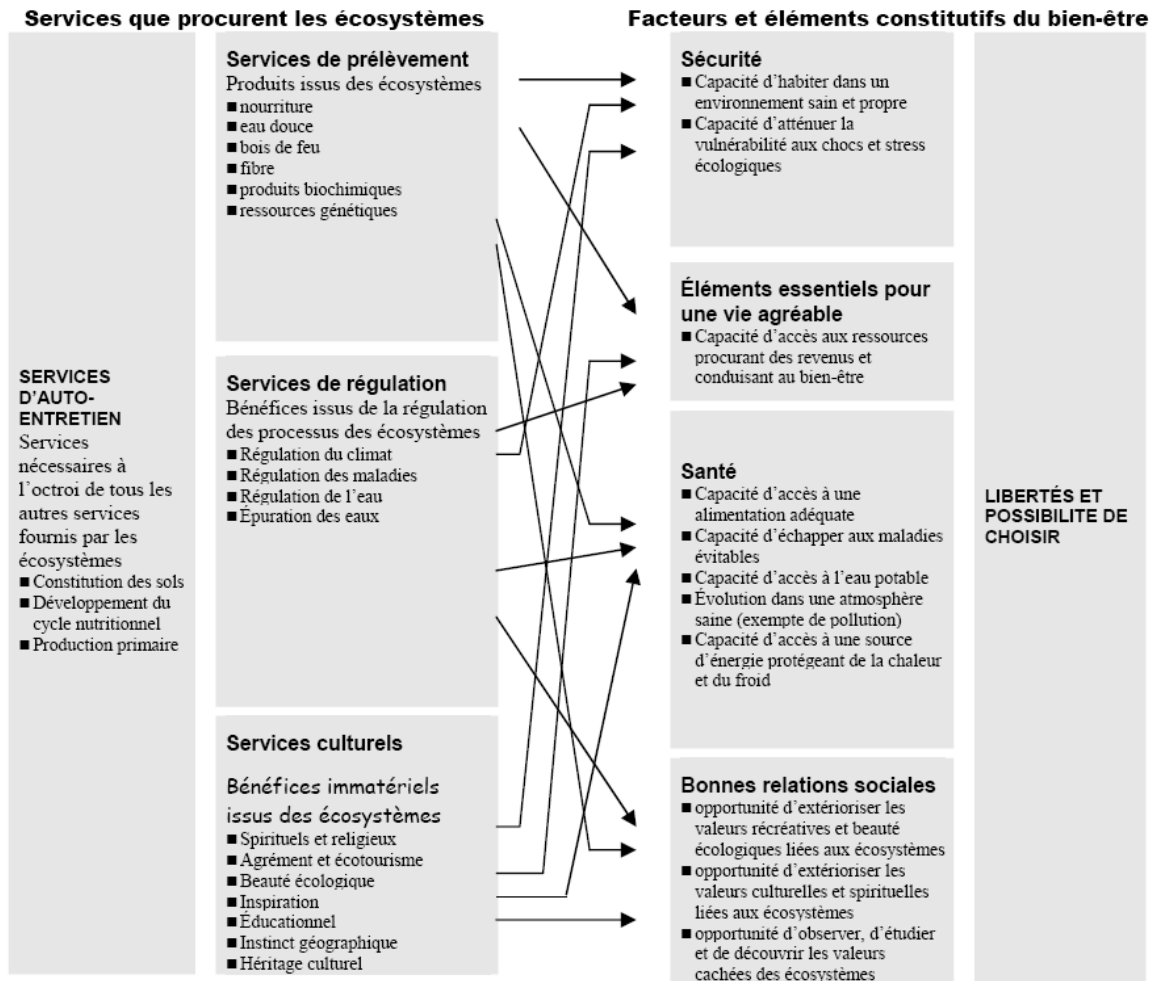 Services que procurent les écosystèmes
Facteurs et éléments constitutifs du bien-être
SERVICES
D'AUTO-
ENTRETIEN
Services
nécessaires à
l'octroi de tous les
autres services
fournis par les
écosystèmes
■ Constitution des sols
■ Développement du
cycle nutritionnel
■ Production primaire
Services de prélèvement
Produits issus des écosystèmes
■ nourriture
■ eau douce
■ bois de feu
■ fibre
■ produits biochimiques
■ ressources génétiques
Services de régulation
Bénéfices issus de la régulation
des processus des écosystèmes
■ Régulation du climat
■ Régulation des maladies
■ Régulation de l'eau
■ Épuration des eaux
Services culturels
Bénéfices immatériels
issus des écosystèmes
■ Spirituels et religieux
■ Agrément et écotourisme
■ Beauté écologique
■ Inspiration
■ Éducationnel
■ Instinct géographique
■ Héritage culturel
Sécurité
■ Capacité d'habiter dans un
environnement sain et propre
■ Capacité d'atténuer la
vulnérabilité aux chocs et stress
écologiques
Éléments essentiels pour
une vie agréable
■ Capacité d'accès aux ressources
procurant des revenus et
conduisant au bien-être
Santé
■ Capacité d'accès à une
alimentation adéquate
■ Capacité d'échapper aux maladies
évitables
■ Capacité d'accès à l'eau potable
■ Évolution dans une atmosphère
saine (exempte de pollution)
■ Capacité d'accès à une source
d'énergie protégeant de la chaleur
et du froid
Bonnes relations sociales
■ opportunité d'extérioriser les
valeurs récréatives et beauté
écologiques liées aux écosystèmes
■ opportunité d'extérioriser les
valeurs culturelles et spirituelles
liées aux écosystèmes
■ opportunité d'observer, d'étudier
et de découvrir les valeurs
cachées des écosystèmes
LIBERTÉS ET
POSSIBILITE DE
CHOISIR